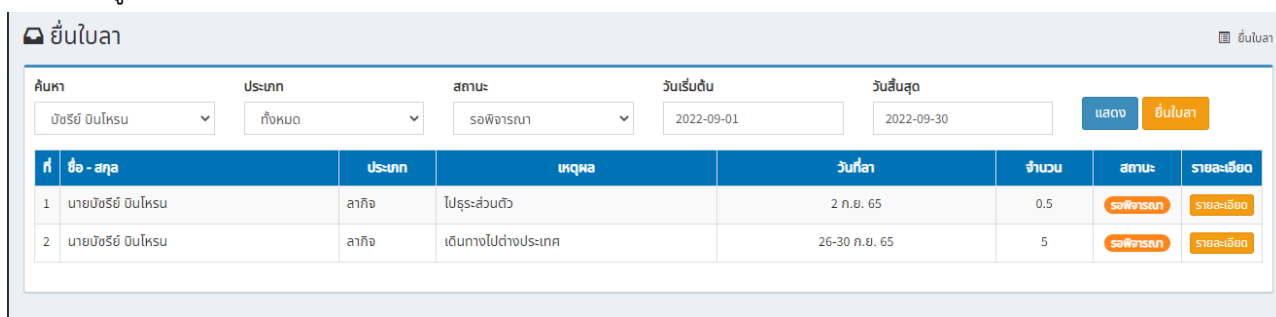 ยื่นใบลา
ยื่นใบลา
ค้นหา ประเภท สถานะ วันเริ่มต้น วันสิ้นสุด
บัซรีย์ บินโหรน ทั้งหมด รอพิจารณา 2022-09-01 2022-09-30 แสดง ยื่นใบลา
ที่ ชื่อ - สกุล ประเภท เหตุผล วันที่ลา จำนวน สถานะ รายละเอียด
1 นายบัซรีย์ บินโหรน ลากิจ ไปธุระส่วนตัว 2 ก.ย. 65 0.5 รอพิจารณา รายละเอียด
2 นายบัซรีย์ บินโหรน ลากิจ เดินทางไปต่างประเทศ 26-30 ก.ย. 65 5 รอพิจารณา รายละเอียด